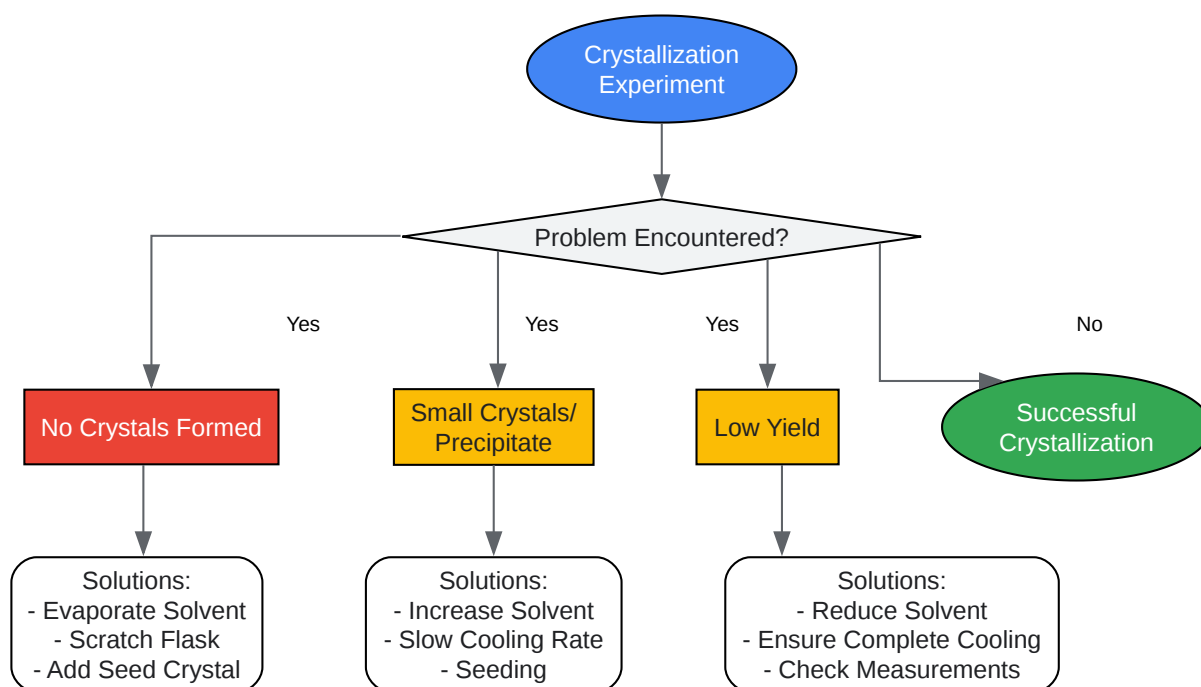 Crystallization
Experiment
Problem Encountered?
Yes
Yes
Yes
No
No Crystals Formed
Small Crystals/
Precipitate
Low Yield
Successful
Crystallization
Solutions:
- Evaporate Solvent
- Scratch Flask
- Add Seed Crystal
Solutions:
- Increase Solvent
- Slow Cooling Rate
- Seeding
Solutions:
- Reduce Solvent
- Ensure Complete Cooling
- Check Measurements